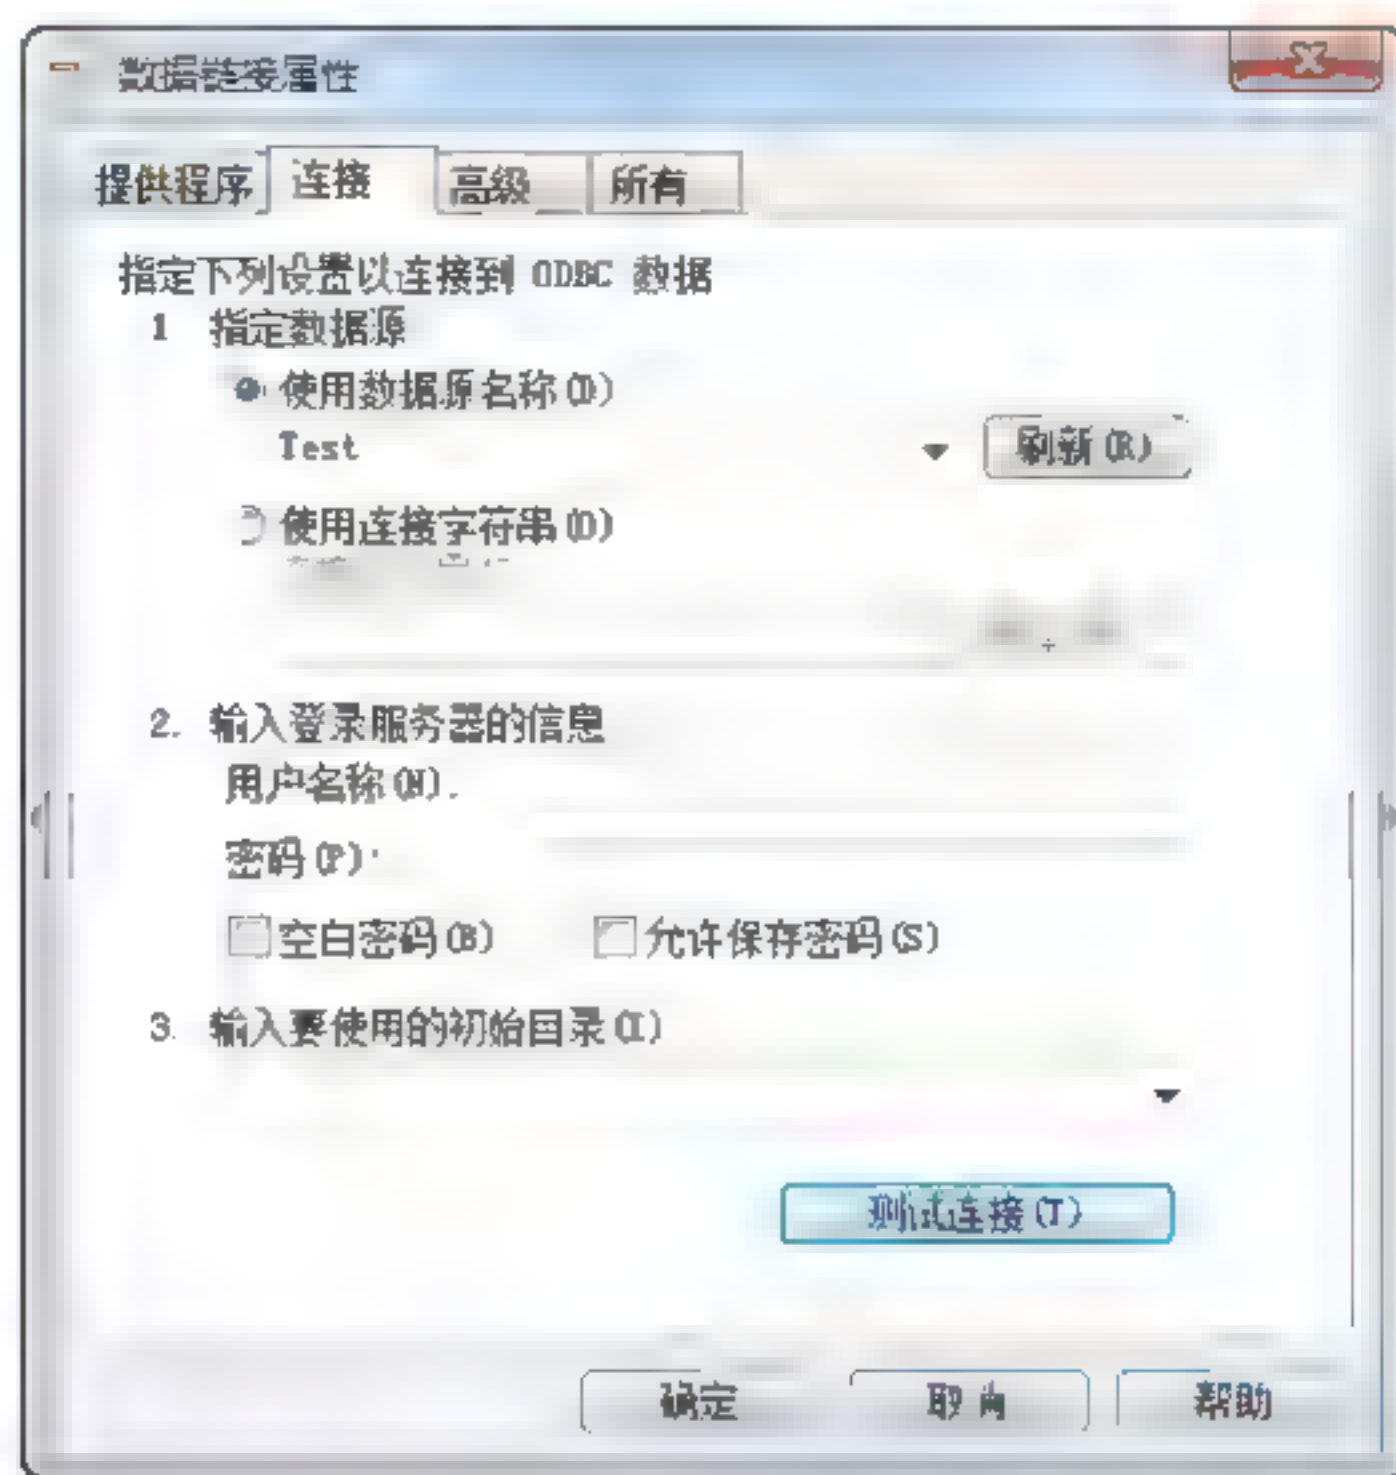 数据链接属性
提供程序 连接 高级 所有
指定下列设置以连接到 ODBC 数据
1 指定数据源
使用数据源名称(D)
Test 刷新(R)
使用连接字符串(O)
2. 输入登录服务器的信息
用户名称(N).
密码(P):
空白密码(B) 允许保存密码(S)
3. 输入要使用的初始目录(I)
测试连接(T)
确定 取消 帮助